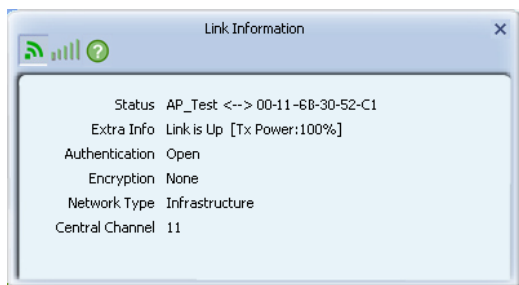 Link Information
Status AP_Test <--> 00-11-6B-30-52-C1
Extra Info Link is Up [Tx Power:100%]
Authentication Open
Encryption None
Network Type Infrastructure
Central Channel 11